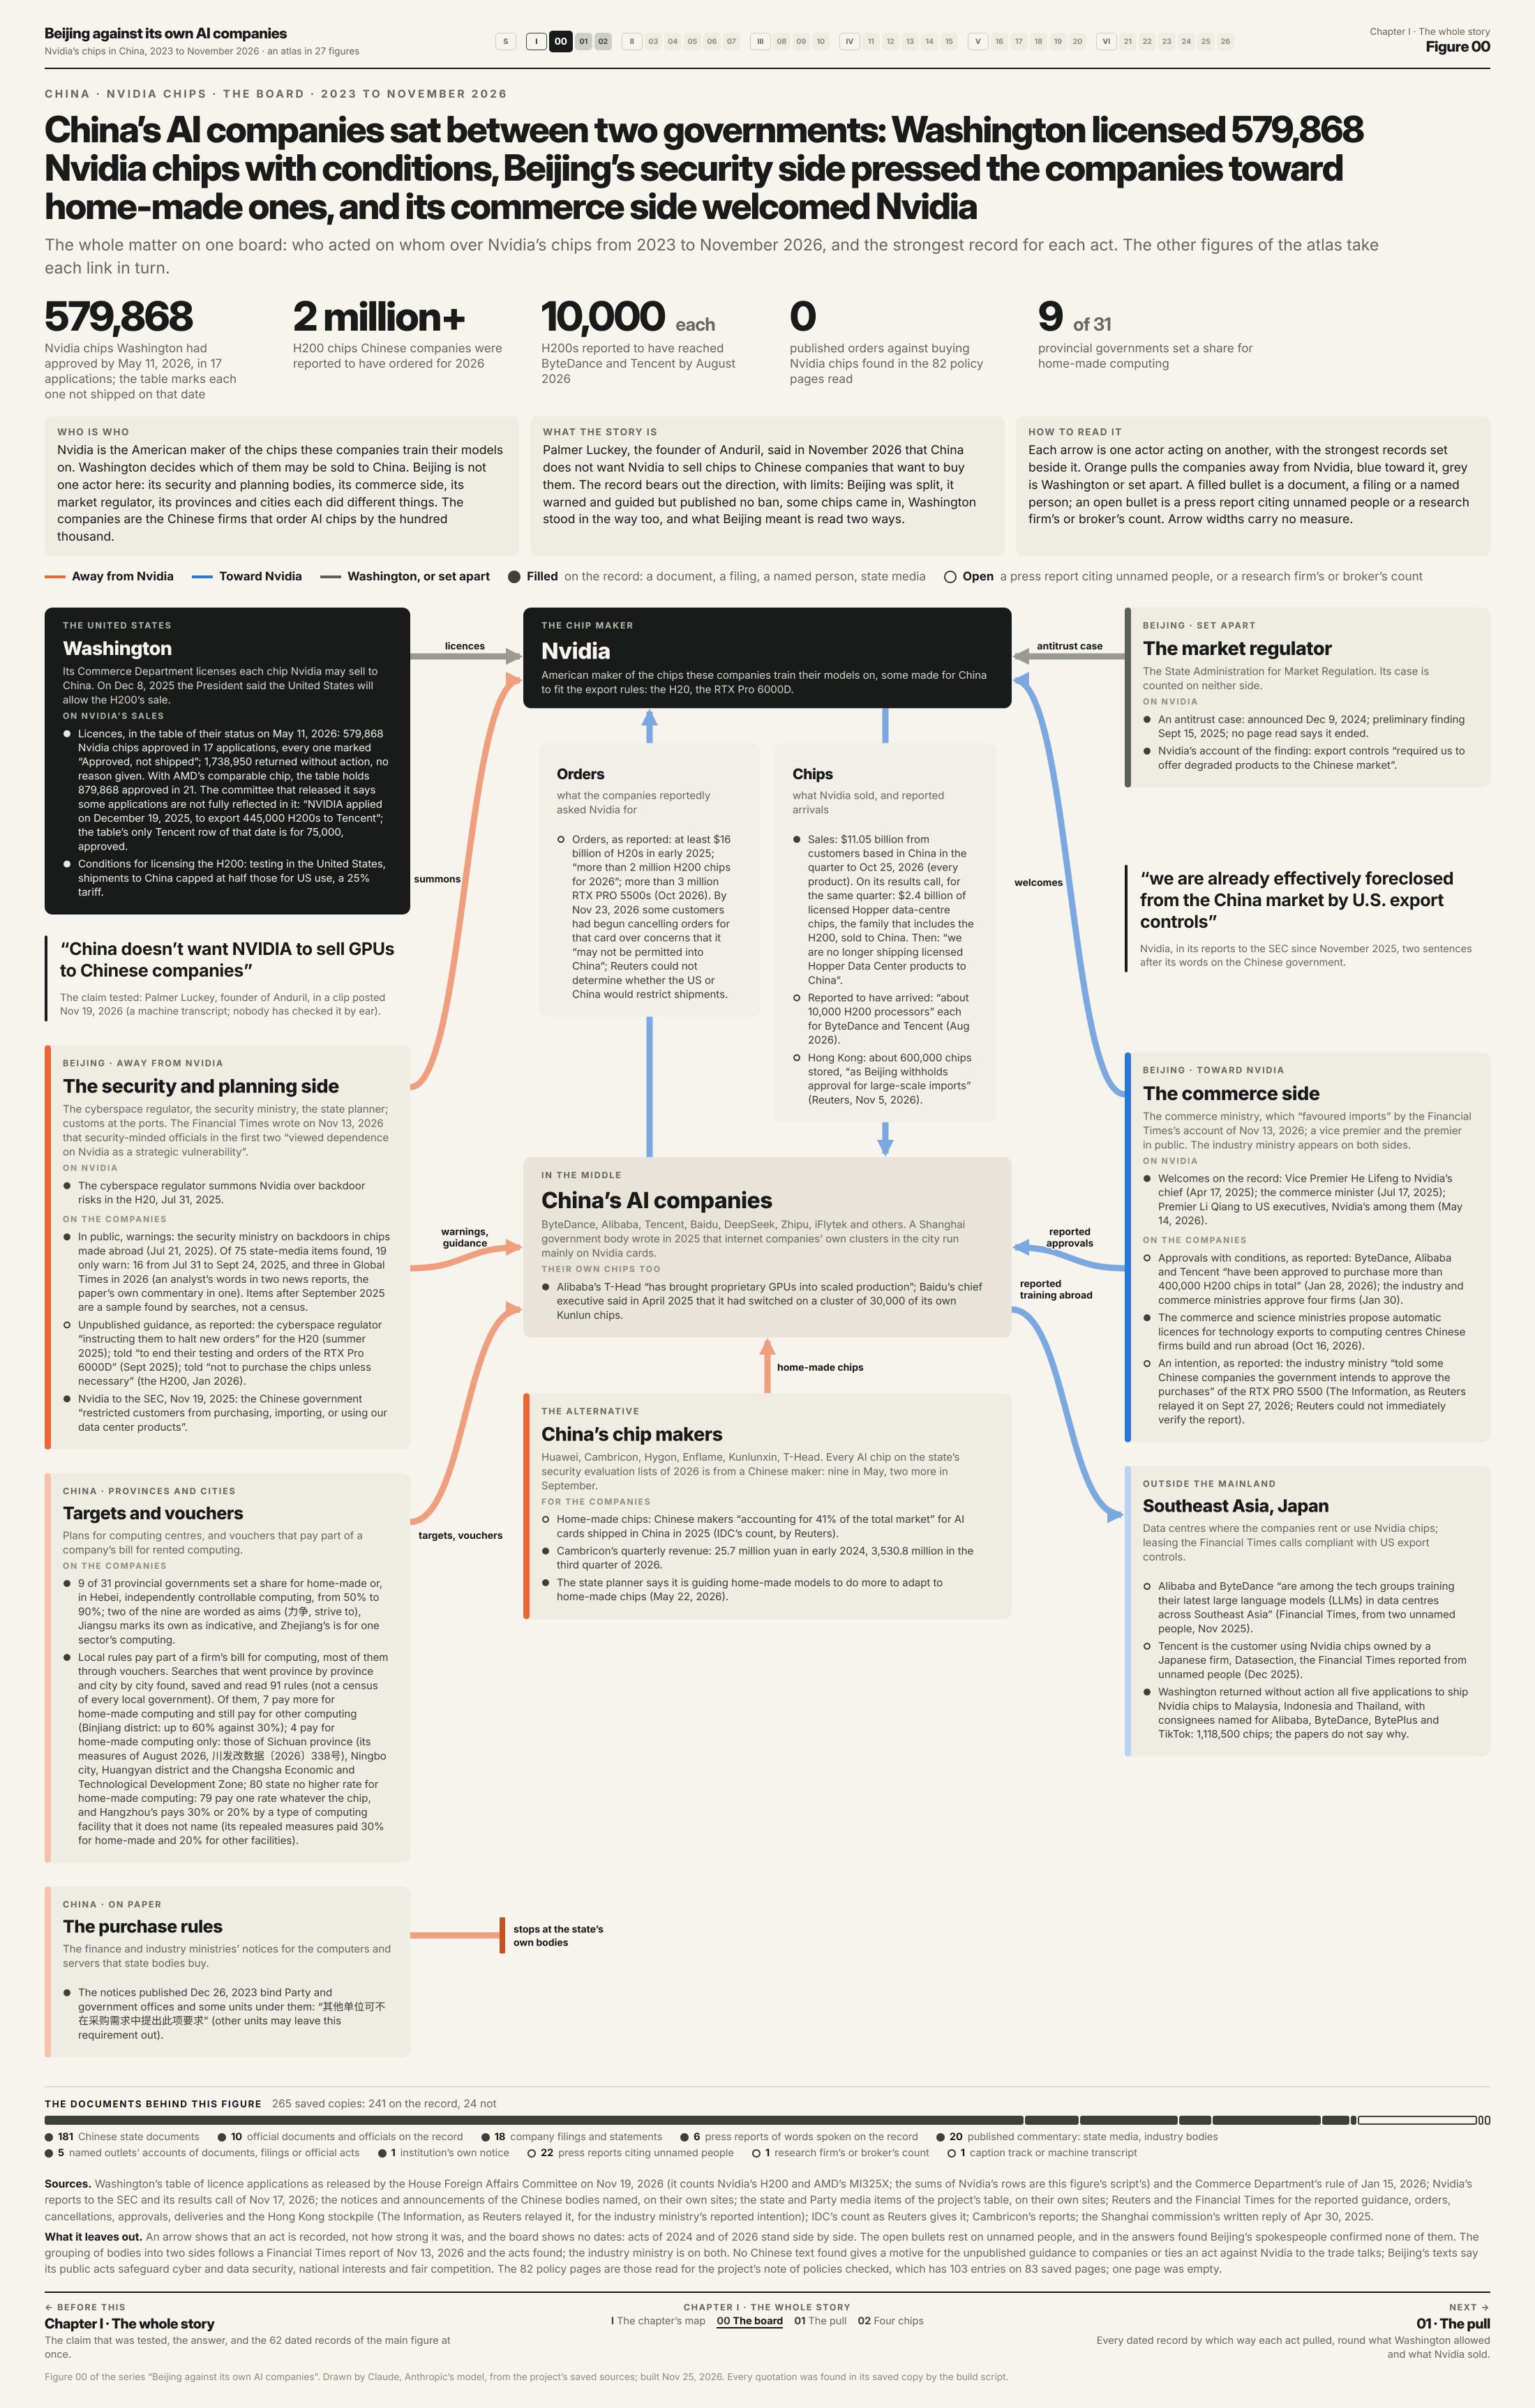 Beijing against its own AI companies
Nvidia's chips in China, 2023 to November 2026 · an atlas in 27 figures
S I 00 01 02 II 03 04 05 06 07 III 08 09 10 IV 11 12 13 14 15 V 16 17 18 19 20 VI 21 22 23 24 25 26
Chapter I · The whole story
Figure 00
CHINA · NVIDIA CHIPS · THE BOARD · 2023 TO NOVEMBER 2026
China's AI companies sat between two governments: Washington licensed 579,868
Nvidia chips with conditions, Beijing's security side pressed the companies toward
home-made ones, and its commerce side welcomed Nvidia
The whole matter on one board: who acted on whom over Nvidia's chips from 2023 to November 2026, and the strongest record for each act. The other figures of the atlas take
each link in turn.
579,868
Nvidia chips Washington had
approved by May 11, 2026, in 17
applications; the table marks each
one not shipped on that date
2 million+
H200 chips Chinese companies were
reported to have ordered for 2026
10,000 each
H200s reported to have reached
ByteDance and Tencent by August
2026
0
published orders against buying
Nvidia chips found in the 82 policy
pages read
9 of 31
provincial governments set a share for
home-made computing
WHO IS WHO
Nvidia is the American maker of the chips these companies train their models
on. Washington decides which of them may be sold to China. Beijing is not
one actor here: its security and planning bodies, its commerce side, its
market regulator, its provinces and cities each did different things. The
companies are the Chinese firms that order AI chips by the hundred
thousand.
WHAT THE STORY IS
Palmer Luckey, the founder of Anduril, said in November 2026 that China
does not want Nvidia to sell chips to Chinese companies that want to buy
them. The record bears out the direction, with limits: Beijing was split, it
warned and guided but published no ban, some chips came in, Washington
stood in the way too, and what Beijing meant is read two ways.
HOW TO READ IT
Each arrow is one actor acting on another, with the strongest records set
beside it. Orange pulls the companies away from Nvidia, blue toward it, grey
is Washington or set apart. A filled bullet is a document, a filing or a named
person; an open bullet is a press report citing unnamed people or a research
firm's or broker's count. Arrow widths carry no measure.
Away from Nvidia
Toward Nvidia
Washington, or set apart
Filled on the record: a document, a filing, a named person, state media
Open a press report citing unnamed people, or a research firm's or broker's count
THE UNITED STATES
Washington
Its Commerce Department licenses each chip Nvidia may sell to
China. On Dec 8, 2025 the President said the United States will
allow the H200's sale.
ON NVIDIA'S SALES
Licences, in the table of their status on May 11, 2026: 579,868
Nvidia chips approved in 17 applications, every one marked
"Approved, not shipped"; 1,738,950 returned without action, no
reason given. With AMD's comparable chip, the table holds
879,868 approved in 21. The committee that released it says
some applications are not fully reflected in it: "NVIDIA applied
on December 19, 2025, to export 445,000 H200s to Tencent";
the table's only Tencent row of that date is for 75,000,
approved.
Conditions for licensing the H200: testing in the United States,
shipments to China capped at half those for US use, a 25%
tariff.
licences
THE CHIP MAKER
Nvidia
American maker of the chips these companies train their models on, some made for China
to fit the export rules: the H20, the RTX Pro 6000D.
antitrust case
BEIJING · SET APART
The market regulator
The State Administration for Market Regulation. Its case is
counted on neither side.
ON NVIDIA
An antitrust case: announced Dec 9, 2024; preliminary finding
Sept 15, 2025; no page read says it ended.
Nvidia's account of the finding: export controls "required us to
offer degraded products to the Chinese market".
Orders
what the companies reportedly
asked Nvidia for
Orders, as reported: at least $16
billion of H20s in early 2025;
"more than 2 million H200 chips
for 2026"; more than 3 million
RTX PRO 5500s (Oct 2026). By
Nov 23, 2026 some customers
had begun cancelling orders for
that card over concerns that it
"may not be permitted into
China"; Reuters could not
determine whether the US or
China would restrict shipments.
Chips
what Nvidia sold, and reported
arrivals
Sales: $11.05 billion from
customers based in China in the
quarter to Oct 25, 2026 (every
product). On its results call, for
the same quarter: $2.4 billion of
licensed Hopper data-centre
chips, the family that includes the
H200, sold to China. Then: "we
are no longer shipping licensed
Hopper Data Center products to
China".
Reported to have arrived: "about
10,000 H200 processors" each
for ByteDance and Tencent (Aug
2026).
Hong Kong: about 600,000 chips
stored, "as Beijing withholds
approval for large-scale imports"
(Reuters, Nov 5, 2026).
summons
welcomes
"we are already effectively foreclosed
from the China market by U.S. export
controls"
Nvidia, in its reports to the SEC since November 2025, two sentences
after its words on the Chinese government.
"China doesn't want NVIDIA to sell GPUs
to Chinese companies"
The claim tested: Palmer Luckey, founder of Anduril, in a clip posted
Nov 19, 2026 (a machine transcript; nobody has checked it by ear).
BEIJING · AWAY FROM NVIDIA
The security and planning side
The cyberspace regulator, the security ministry, the state planner;
customs at the ports. The Financial Times wrote on Nov 13, 2026
that security-minded officials in the first two "viewed dependence
on Nvidia as a strategic vulnerability".
ON NVIDIA
The cyberspace regulator summons Nvidia over backdoor
risks in the H20, Jul 31, 2025.
ON THE COMPANIES
In public, warnings: the security ministry on backdoors in chips
made abroad (Jul 21, 2025). Of 75 state-media items found, 19
only warn: 16 from Jul 31 to Sept 24, 2025, and three in Global
Times in 2026 (an analyst's words in two news reports, the
paper's own commentary in one). Items after September 2025
are a sample found by searches, not a census.
Unpublished guidance, as reported: the cyberspace regulator
"instructing them to halt new orders" for the H20 (summer
2025); told "to end their testing and orders of the RTX Pro
6000D" (Sept 2025); told "not to purchase the chips unless
necessary" (the H200, Jan 2026).
Nvidia to the SEC, Nov 19, 2025: the Chinese government
"restricted customers from purchasing, importing, or using our
data center products".
warnings,
guidance
IN THE MIDDLE
China's AI companies
ByteDance, Alibaba, Tencent, Baidu, DeepSeek, Zhipu, iFlytek and others. A Shanghai
government body wrote in 2025 that internet companies' own clusters in the city run
mainly on Nvidia cards.
THEIR OWN CHIPS TOO
Alibaba's T-Head "has brought proprietary GPUs into scaled production"; Baidu's chief
executive said in April 2025 that it had switched on a cluster of 30,000 of its own
Kunlun chips.
reported
approvals
reported
training abroad
BEIJING · TOWARD NVIDIA
The commerce side
The commerce ministry, which "favoured imports" by the Financial
Times's account of Nov 13, 2026; a vice premier and the premier
in public. The industry ministry appears on both sides.
ON NVIDIA
Welcomes on the record: Vice Premier He Lifeng to Nvidia's
chief (Apr 17, 2025); the commerce minister (Jul 17, 2025);
Premier Li Qiang to US executives, Nvidia's among them (May
14, 2026).
ON THE COMPANIES
Approvals with conditions, as reported: ByteDance, Alibaba
and Tencent "have been approved to purchase more than
400,000 H200 chips in total" (Jan 28, 2026); the industry and
commerce ministries approve four firms (Jan 30).
The commerce and science ministries propose automatic
licences for technology exports to computing centres Chinese
firms build and run abroad (Oct 16, 2026).
An intention, as reported: the industry ministry "told some
Chinese companies the government intends to approve the
purchases" of the RTX PRO 5500 (The Information, as Reuters
relayed it on Sept 27, 2026; Reuters could not immediately
verify the report).
home-made chips
THE ALTERNATIVE
China's chip makers
Huawei, Cambricon, Hygon, Enflame, Kunlunxin, T-Head. Every AI chip on the state's
security evaluation lists of 2026 is from a Chinese maker: nine in May, two more in
September.
FOR THE COMPANIES
Home-made chips: Chinese makers "accounting for 41% of the total market" for AI
cards shipped in China in 2025 (IDC's count, by Reuters).
Cambricon's quarterly revenue: 25.7 million yuan in early 2024, 3,530.8 million in the
third quarter of 2026.
The state planner says it is guiding home-made models to do more to adapt to
home-made chips (May 22, 2026).
CHINA · PROVINCES AND CITIES
Targets and vouchers
Plans for computing centres, and vouchers that pay part of a
company's bill for rented computing.
ON THE COMPANIES
9 of 31 provincial governments set a share for home-made or,
in Hebei, independently controllable computing, from 50% to
90%; two of the nine are worded as aims (力争, strive to),
Jiangsu marks its own as indicative, and Zhejiang's is for one
sector's computing.
Local rules pay part of a firm's bill for computing, most of them
through vouchers. Searches that went province by province
and city by city found, saved and read 91 rules (not a census
of every local government). Of them, 7 pay more for
home-made computing and still pay for other computing
(Binjiang district: up to 60% against 30%); 4 pay for
home-made computing only: those of Sichuan province (its
measures of August 2026, 川发改数据〔2026〕338号), Ningbo
city, Huangyan district and the Changsha Economic and
Technological Development Zone; 80 state no higher rate for
home-made computing: 79 pay one rate whatever the chip,
and Hangzhou's pays 30% or 20% by a type of computing
facility that it does not name (its repealed measures paid 30%
for home-made and 20% for other facilities).
targets, vouchers
OUTSIDE THE MAINLAND
Southeast Asia, Japan
Data centres where the companies rent or use Nvidia chips;
leasing the Financial Times calls compliant with US export
controls.
Alibaba and ByteDance "are among the tech groups training
their latest large language models (LLMs) in data centres
across Southeast Asia" (Financial Times, from two unnamed
people, Nov 2025).
Tencent is the customer using Nvidia chips owned by a
Japanese firm, Datasection, the Financial Times reported from
unnamed people (Dec 2025).
Washington returned without action all five applications to ship
Nvidia chips to Malaysia, Indonesia and Thailand, with
consignees named for Alibaba, ByteDance, BytePlus and
TikTok: 1,118,500 chips; the papers do not say why.
CHINA · ON PAPER
The purchase rules
The finance and industry ministries' notices for the computers and
servers that state bodies buy.
The notices published Dec 26, 2023 bind Party and
government offices and some units under them: "其他单位可不
在采购需求中提出此项要求" (other units may leave this
requirement out).
stops at the state's
own bodies
THE DOCUMENTS BEHIND THIS FIGURE 265 saved copies: 241 on the record, 24 not
181 Chinese state documents 10 official documents and officials on the record 18 company filings and statements 6 press reports of words spoken on the record 20 published commentary: state media, industry bodies
5 named outlets' accounts of documents, filings or official acts 1 institution's own notice 22 press reports citing unnamed people 1 research firm's or broker's count 1 caption track or machine transcript
Sources. Washington's table of licence applications as released by the House Foreign Affairs Committee on Nov 19, 2026 (it counts Nvidia's H200 and AMD's MI325X; the sums of Nvidia's rows are this figure's script's) and the Commerce Department's rule of Jan 15, 2026; Nvidia's
reports to the SEC and its results call of Nov 17, 2026; the notices and announcements of the Chinese bodies named, on their own sites; the state and Party media items of the project's table, on their own sites; Reuters and the Financial Times for the reported guidance, orders,
cancellations, approvals, deliveries and the Hong Kong stockpile (The Information, as Reuters relayed it, for the industry ministry's reported intention); IDC's count as Reuters gives it; Cambricon's reports; the Shanghai commission's written reply of Apr 30, 2025.
What it leaves out. An arrow shows that an act is recorded, not how strong it was, and the board shows no dates: acts of 2024 and of 2026 stand side by side. The open bullets rest on unnamed people, and in the answers found Beijing's spokespeople confirmed none of them. The
grouping of bodies into two sides follows a Financial Times report of Nov 13, 2026 and the acts found; the industry ministry is on both. No Chinese text found gives a motive for the unpublished guidance to companies or ties an act against Nvidia to the trade talks; Beijing's texts say
its public acts safeguard cyber and data security, national interests and fair competition. The 82 policy pages are those read for the project's note of policies checked, which has 103 entries on 83 saved pages; one page was empty.
← BEFORE THIS
Chapter I · The whole story
The claim that was tested, the answer, and the 62 dated records of the main figure at
once.
CHAPTER I · THE WHOLE STORY
I The chapter's map 00 The board 01 The pull 02 Four chips
NEXT →
01 · The pull
Every dated record by which way each act pulled, round what Washington allowed
and what Nvidia sold.
Figure 00 of the series "Beijing against its own AI companies". Drawn by Claude, Anthropic's model, from the project's saved sources; built Nov 25, 2026. Every quotation was found in its saved copy by the build script.